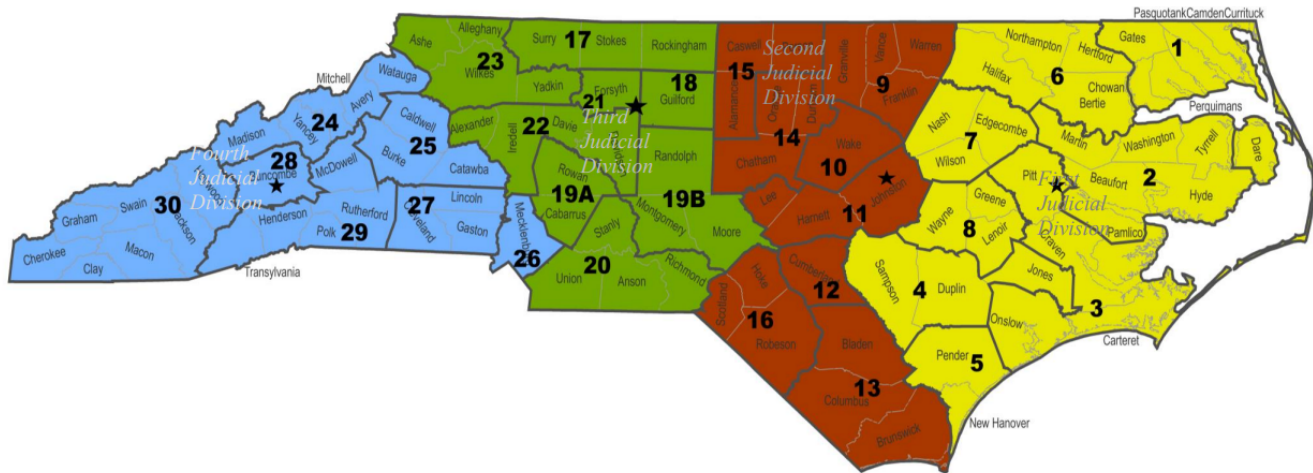 PasquotankCamdenCurrituck
Alleghany
Ashe
23
Wilkes
Surry
17
Stokes
Rockingham
Yadkin
Forsyth
21
18
Guilford
Caswell
15
Second
Judicial
Division
Granville
Vance
Warren
9
Franklin
Northampton
Hertford
Gates
1
Halifax
6
Chowan
Bertie
Perquimans
Mitchell
Watauga
Avery
24
Yancey
Madison
Caldwell
25
Burke
Catawba
Alexander
Iredell
22
Davie
Third
Judicial
Division
Randolph
Alamance
14
Chatham
Wake
10
Nash
7
Edgecombe
Wilson
Martin
Washington
Tyrrell
Dare
Fourth
Judicial
Division
28
McDowell
Rowan
19A
Cabarrus
19B
Montgomery
Moore
Lee
Harnett
11
Johnston
Pitt
First
Judicial
Division
Beaufort
2
Hyde
Greene
Wayne
8
Lenoir
Pamlico
30
Swain
Graham
Cherokee
Clay
Macon
Henderson
Rutherford
Polk
29
Transylvania
27
Lincoln
Gaston
Mecklenburg
26
Stanly
20
Union
Anson
Richmond
Scotland
Hoke
16
Robeson
12
Sampson
4
Duplin
Jones
3
Onslow
Carteret
Bladen
13
Columbus
Brunswick
Pender
5
New Hanover